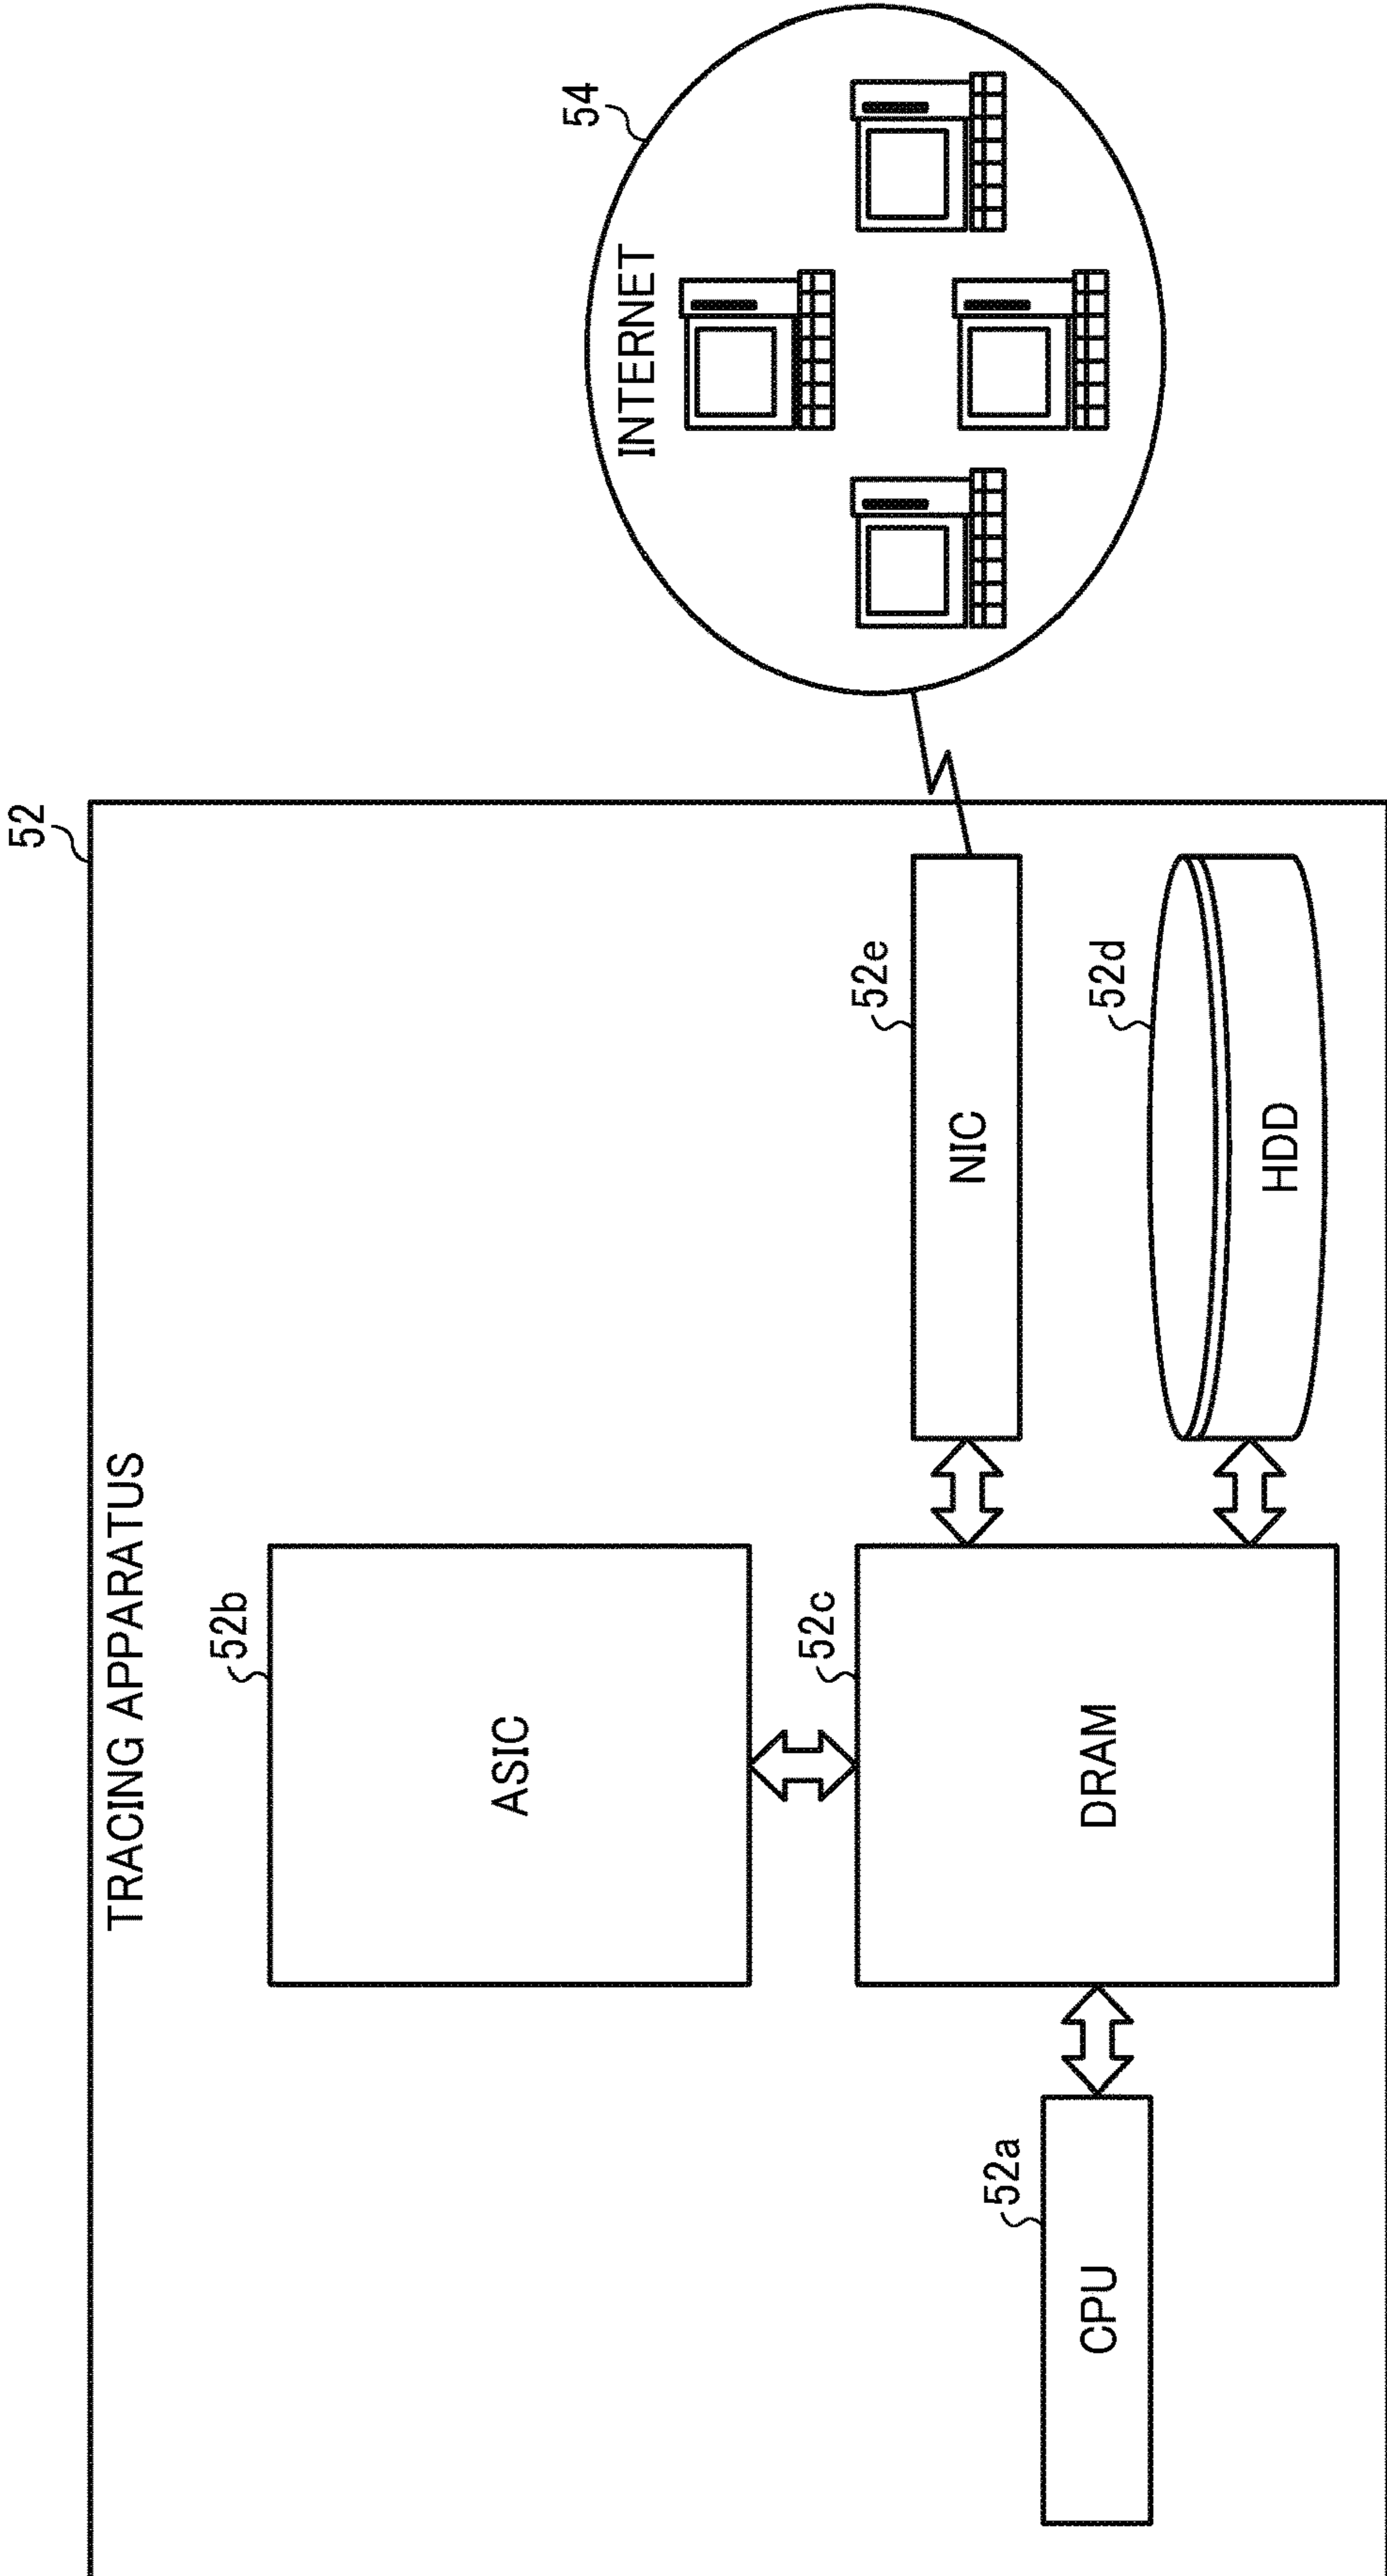 52
TRACING APPARATUS
52b
ASIC
54
INTERNET
52c
DRAM
52e
NIC
52a
CPU
52d
HDD